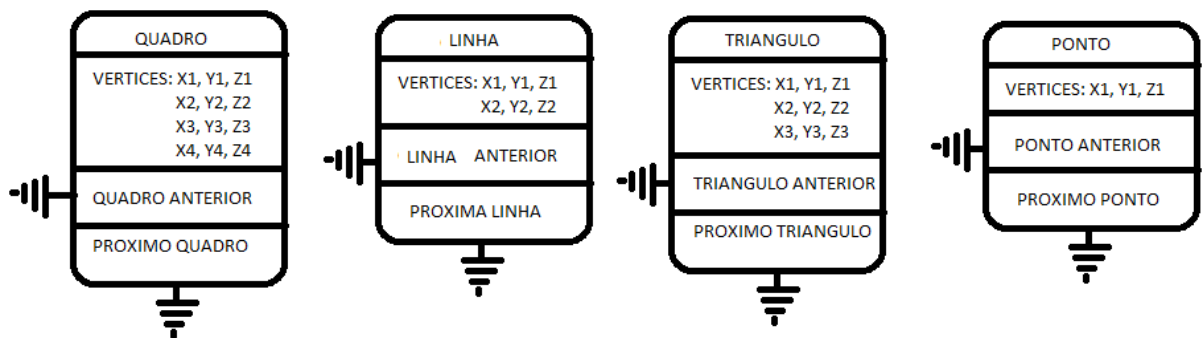 QUADRO
VERTICES: X1, Y1, Z1
X2, Y2, Z2
X3, Y3, Z3
X4, Y4, Z4
QUADRO ANTERIOR
PROXIMO QUADRO
LINHA
VERTICES: X1, Y1, Z1
X2, Y2, Z2
LINHA ANTERIOR
PROXIMA LINHA
TRIANGULO
VERTICES: X1, Y1, Z1
X2, Y2, Z2
X3, Y3, Z3
TRIANGULO ANTERIOR
PROXIMO TRIANGULO
PONTO
VERTICES: X1, Y1, Z1
PONTO ANTERIOR
PROXIMO PONTO